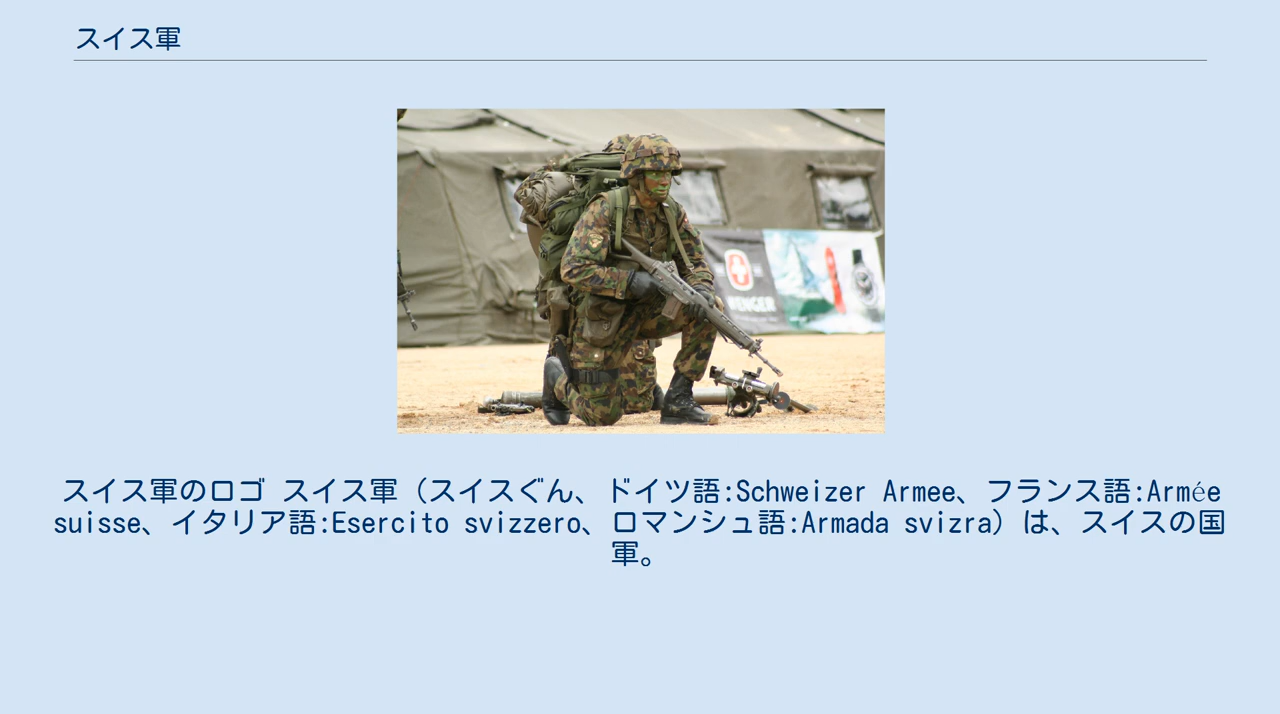 スイス軍
WENGER
スイス軍のロゴ スイス軍（スイスぐん、ドイツ語:Schweizer Armee、フランス語:Armée
suisse、イタリア語:Esercito svizzero、ロマンシュ語:Armada svizra）は、スイスの国
軍。